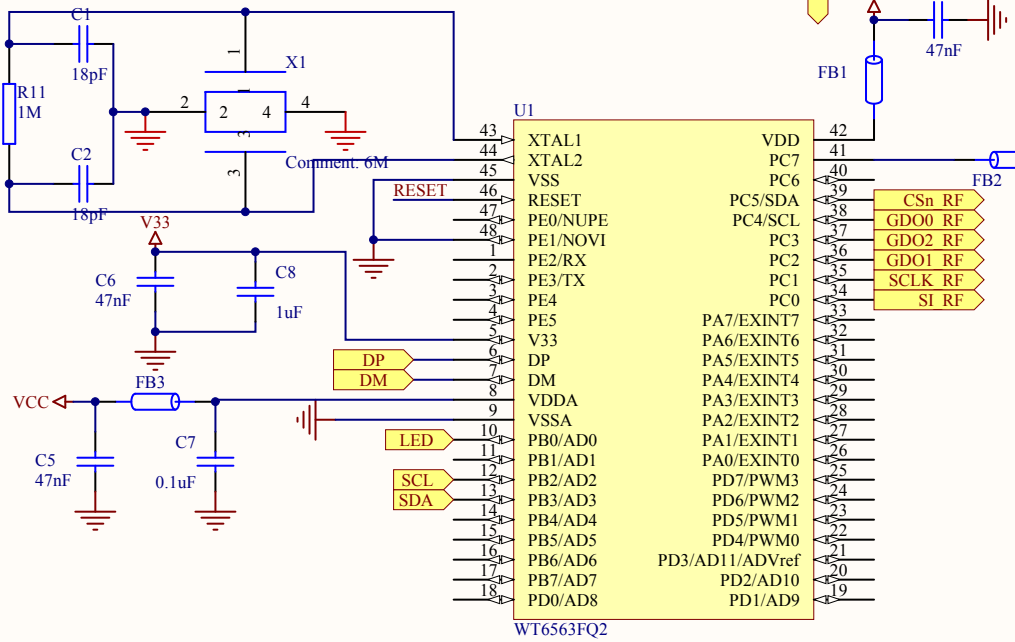 C1
18pF
R11
1M
C2
18pF
1
X1
2
2
1
4
4
3
3
Comment: 6M
47nF
FB1
FB2
RESET
V33
C6
47nF
C8
1uF
DP
DM
VCC
FB3
C5
47nF
C7
0.1uF
LED
SCL
SDA
U1
43 XTAL1
44 XTAL2
45 VSS
46 RESET
47 PE0/NUPE
48 PE1/NOVI
1 PE2/RX
2 PE3/TX
3 PE4
4 PE5
5 V33
6 DP
7 DM
8 VDDA
9 VSSA
10 PB0/AD0
11 PB1/AD1
12 PB2/AD2
13 PB3/AD3
14 PB4/AD4
15 PB5/AD5
16 PB6/AD6
17 PB7/AD7
18 PD0/AD8
VDD 42
PC7 41
PC6 40
PC5/SDA 39
PC4/SCL 38
PC3 37
PC2 36
PC1 35
PC0 34
PA7/EXINT7 33
PA6/EXINT6 32
PA5/EXINT5 31
PA4/EXINT4 30
PA3/EXINT3 29
PA2/EXINT2 28
PA1/EXINT1 27
PA0/EXINT0 26
PD7/PWM3 25
PD6/PWM2 24
PD5/PWM1 23
PD4/PWM0 22
PD3/AD11/ADVref 21
PD2/AD10 20
PD1/AD9 19
CSn_RF
GDO0_RF
GDO2_RF
GDO1_RF
SCLK_RF
SI_RF
WT6563FQ2